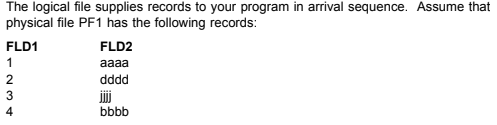 The logical file supplies records to your program in arrival sequence. Assume that
physical file PF1 has the following records:
FLD1 FLD2
1 aaaa
2 dddd
3 jjjj
4 bbbb